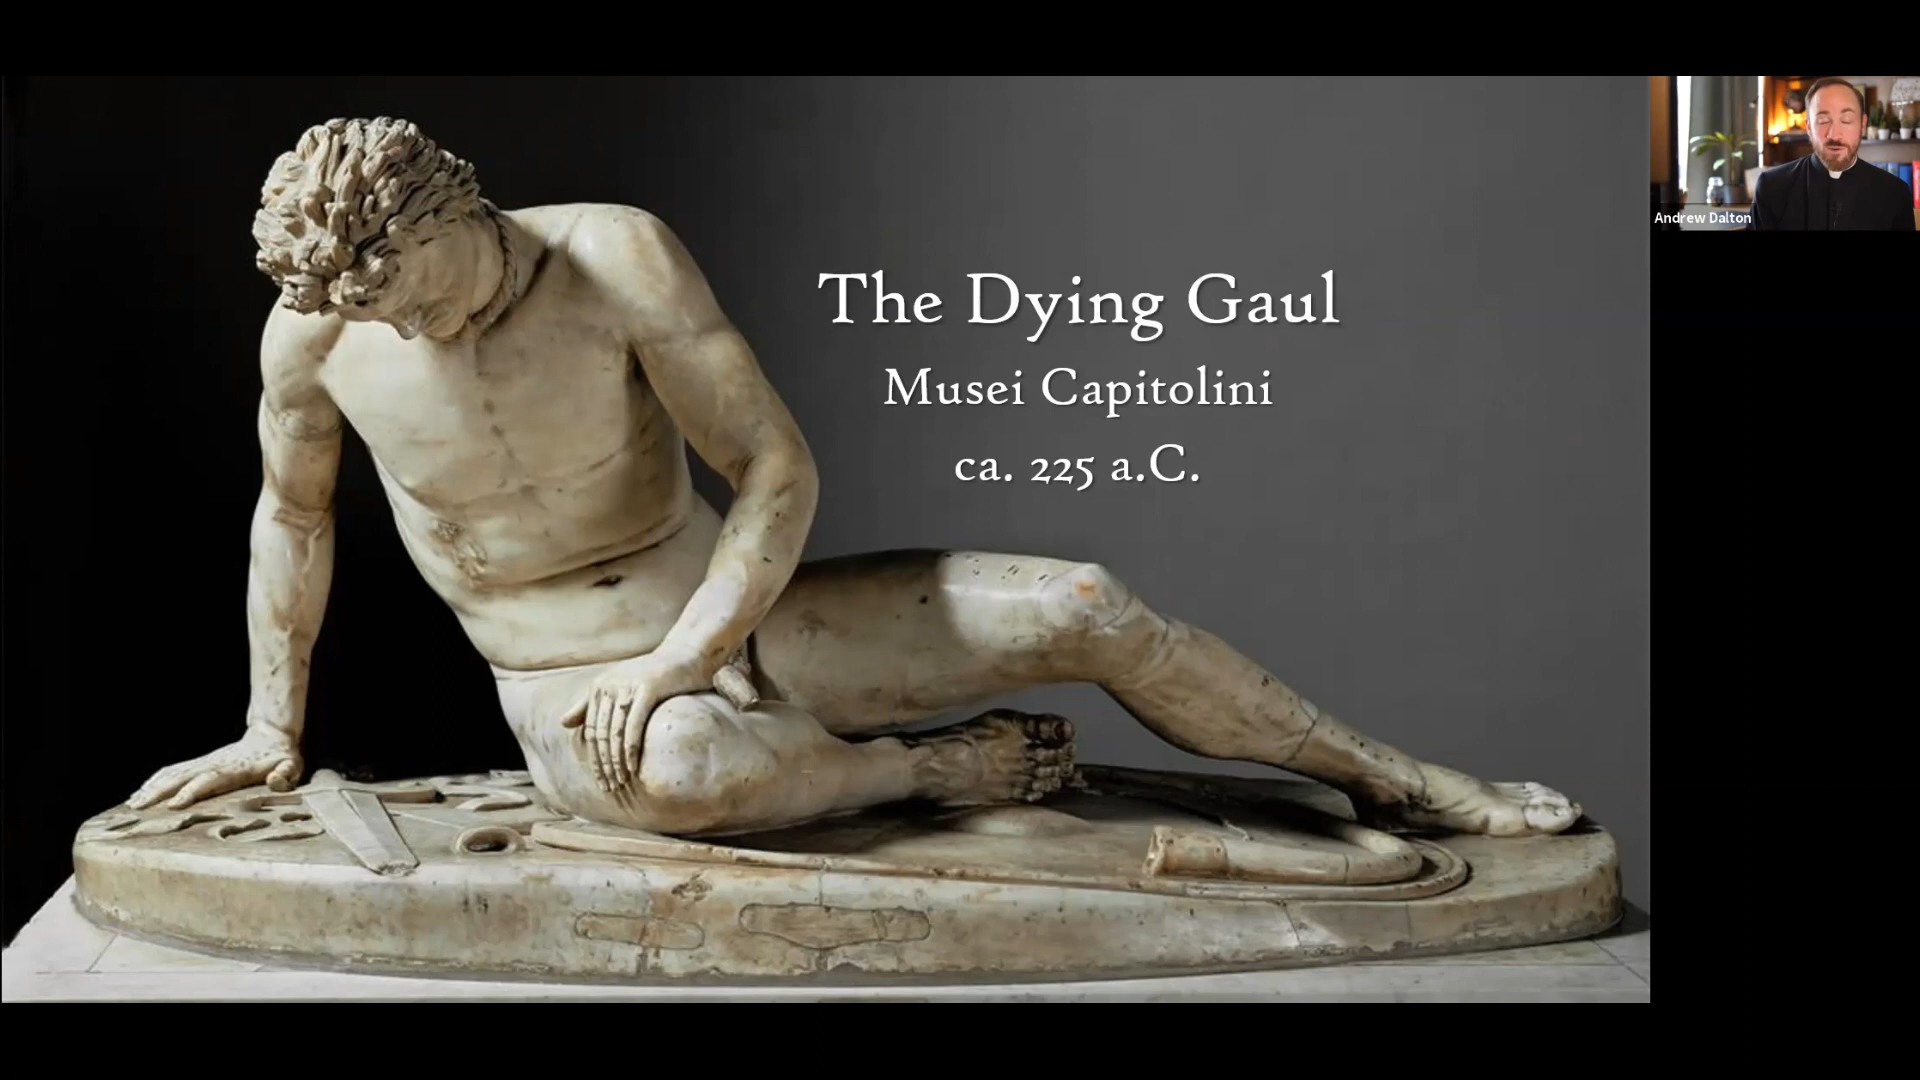 The Dying Gaul
Musei Capitolini
ca. 225 a.C.
Andrew Dalton